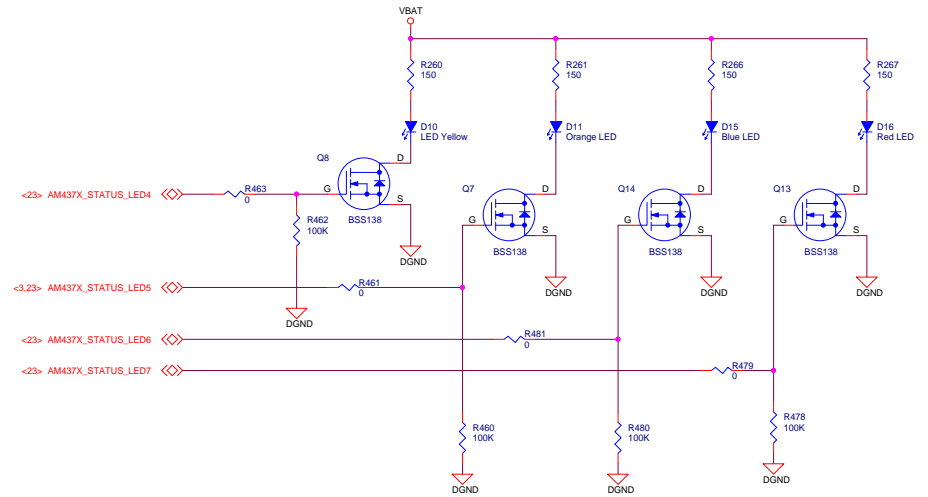 VBAT
R260
150
R261
150
R266
150
R267
150
D10
LED Yellow
D11
Orange LED
D15
Blue LED
D16
Red LED
Q8
D
G
S
BSS138
<23> AM437X_STATUS_LED4
R463
0
R462
100K
DGND
DGND
Q7
D
G
S
BSS138
DGND
Q14
D
G
S
BSS138
DGND
Q13
D
G
S
BSS138
DGND
<3,23> AM437X_STATUS_LED5
R461
0
<23> AM437X_STATUS_LED6
R481
0
<23> AM437X_STATUS_LED7
R479
0
R460
100K
DGND
R480
100K
DGND
R478
100K
DGND